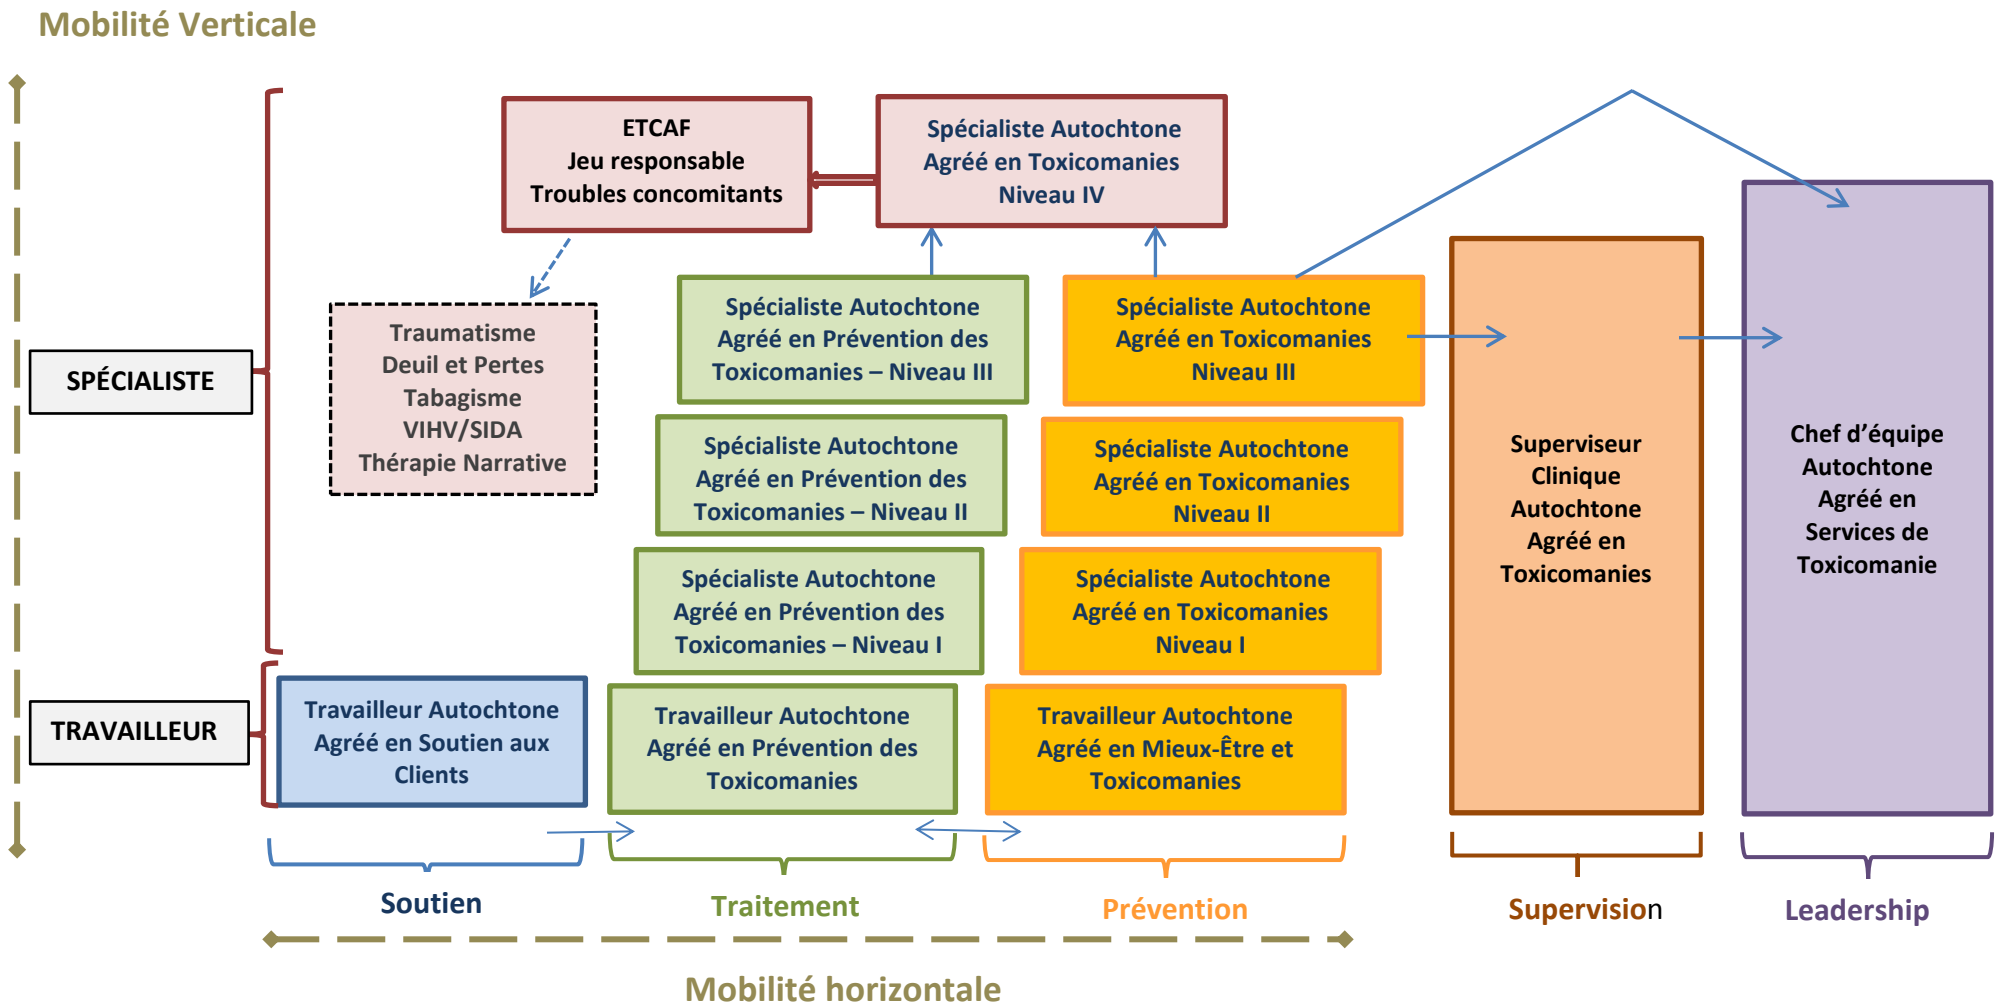 Mobilité Verticale
ETCAF
Jeu responsable
Troubles concomitants
Spécialiste Autochtone
Agréé en Toxicomanies
Niveau IV
SPÉCIALISTE
Traumatisme
Deuil et Pertes
Tabagisme
VIHV/SIDA
Thérapie Narrative
Spécialiste Autochtone
Agréé en Prévention des
Toxicomanies – Niveau III
Spécialiste Autochtone
Agréé en Toxicomanies
Niveau III
Spécialiste Autochtone
Agréé en Prévention des
Toxicomanies – Niveau II
Spécialiste Autochtone
Agréé en Toxicomanies
Niveau II
Spécialiste Autochtone
Agréé en Prévention des
Toxicomanies – Niveau I
Spécialiste Autochtone
Agréé en Toxicomanies
Niveau I
Superviseur
Clinique
Autochtone
Agréé en
Toxicomanies
Chef d’équipe
Autochtone
Agréé en
Services de
Toxicomanie
TRAVAILLEUR
Travailleur Autochtone
Agréé en Soutien aux
Clients
Travailleur Autochtone
Agréé en Prévention des
Toxicomanies
Travailleur Autochtone
Agréé en Mieux-Être et
Toxicomanies
Soutien
Traitement
Prévention
Supervision
Leadership
Mobilité horizontale